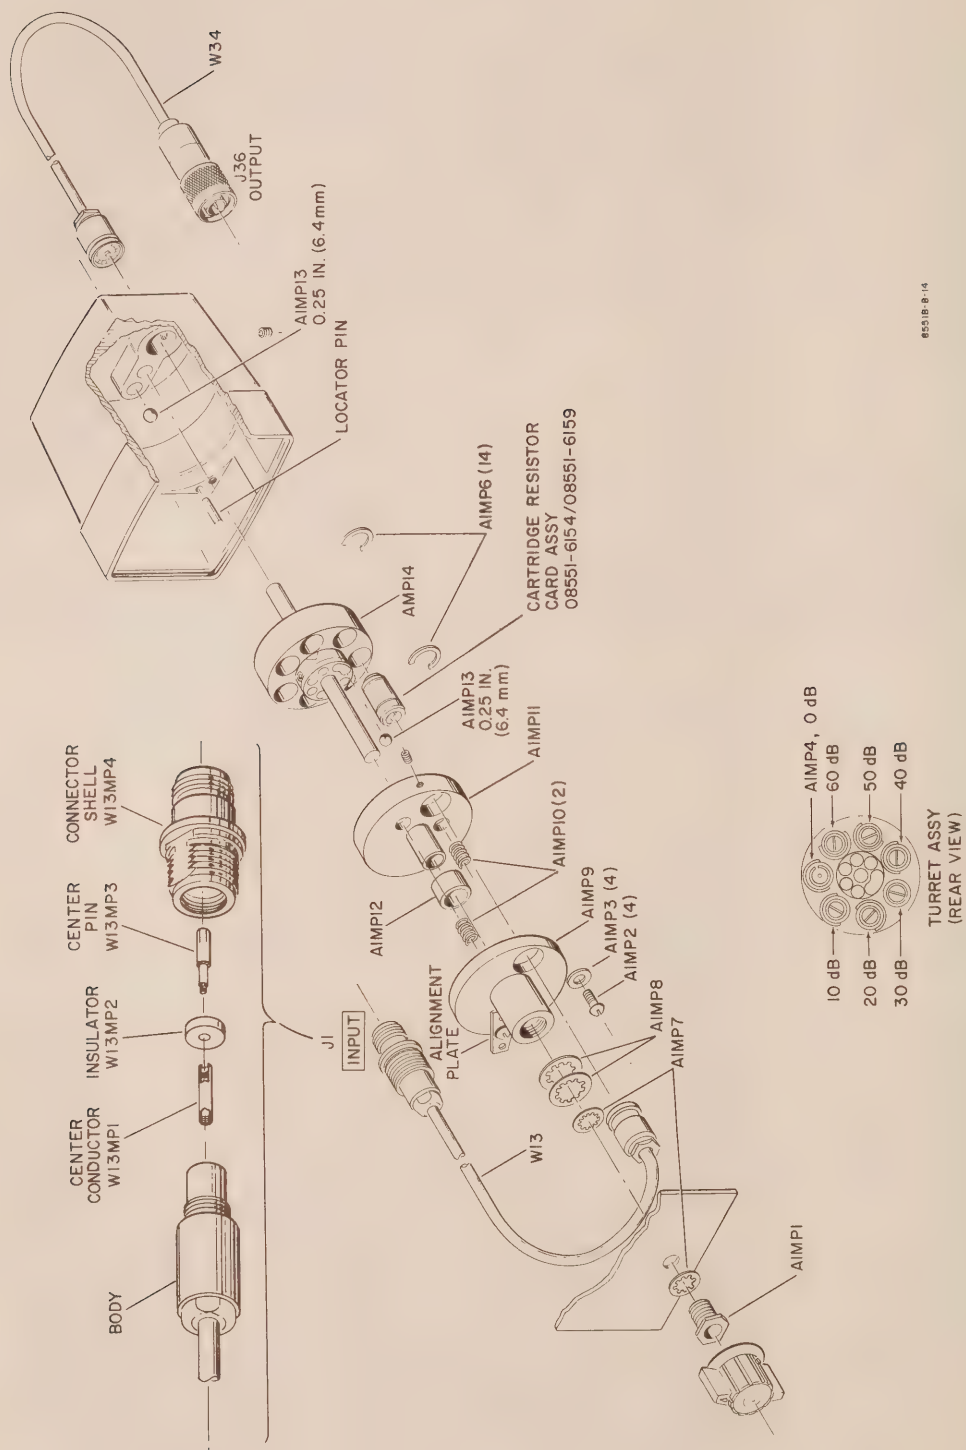 W34
J36
OUTPUT
A1MP13
0.25 IN. (6.4mm)
LOCATOR PIN
A1MP6 (14)
AMP14
CARTRIDGE RESISTOR
CARD ASSY
08551-6154/08551-6159
A1MP13
0.25 IN.
(6.4 mm)
A1MP11
A1MP10 (2)
A1MP12
A1MP9
A1MP3 (4)
A1MP2 (4)
ALIGNMENT
PLATE
A1MP8
A1MP7
W13
A1MP1
CONNECTOR
SHELL
W13MP4
CENTER
PIN
W13MP3
INSULATOR
W13MP2
CENTER
CONDUCTOR
W13MP1
BODY
J1
INPUT
A1MP4, 0 dB
60 dB
50 dB
40 dB
10 dB
20 dB
30 dB
TURRET ASSY
(REAR VIEW)
8551B-B-14